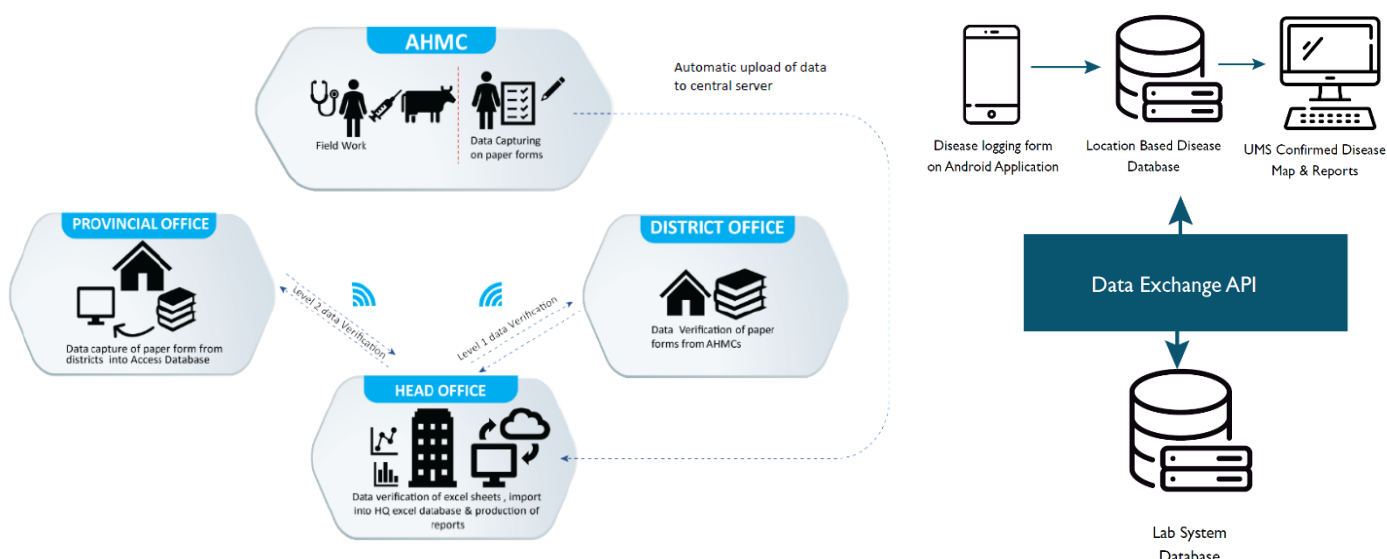 AHMC
Field Work
Data Capturing
on paper forms
Automatic upload of data
to central server
PROVINCIAL OFFICE
Data capture of paper form from
districts into Access Database
Level 2 data Verification
Level 1 data Verification
DISTRICT OFFICE
Data Verification of paper
forms from AHMCs
HEAD OFFICE
Data verification of excel sheets , import
into HQ excel database & production of
reports
Disease logging form
on Android Application
Location Based Disease
Database
UMS Confirmed Disease
Map & Reports
Data Exchange API
Lab System
Database